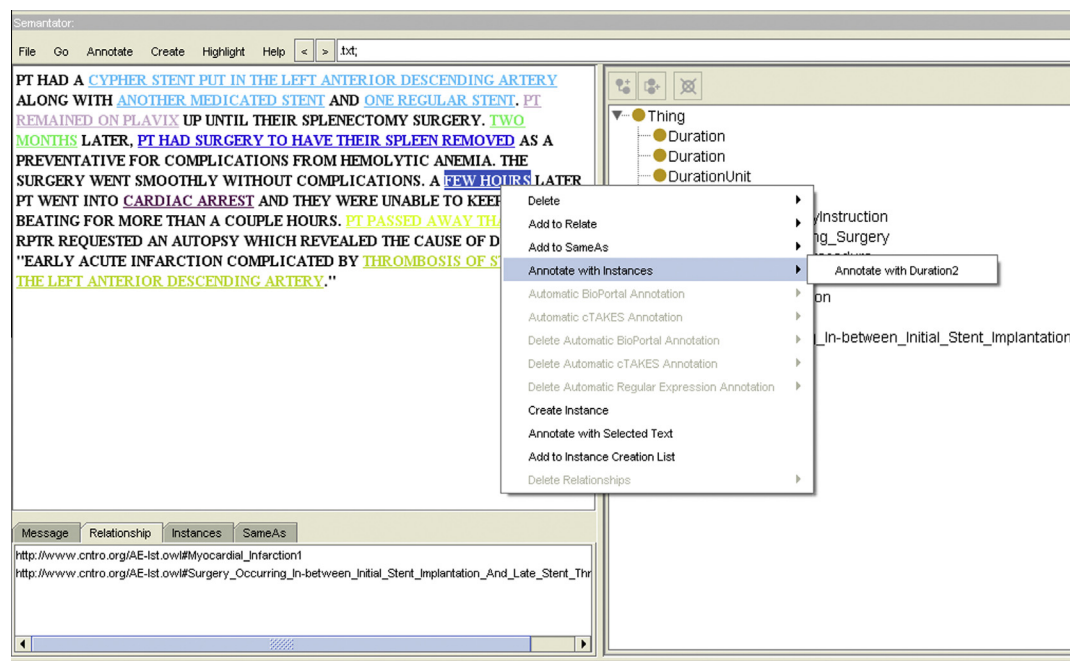 Semantator:
File Go Annotate Create Highlight Help < > .txt;
PT HAD A CYPHER STENT PUT IN THE LEFT ANTERIOR DESCENDING ARTERY
ALONG WITH ANOTHER MEDICATED STENT AND ONE REGULAR STENT. PT
REMAINED ON PLAVIX UP UNTIL THEIR SPLENECTOMY SURGERY. TWO
MONTHS LATER, PT HAD SURGERY TO HAVE THEIR SPLEEN REMOVED AS A
PREVENTATIVE FOR COMPLICATIONS FROM HEMOLYTIC ANEMIA. THE
SURGERY WENT SMOOTHLY WITHOUT COMPLICATIONS. A FEW HOURS LATER
PT WENT INTO CARDIAC ARREST AND THEY WERE UNABLE TO KEEP
BEATING FOR MORE THAN A COUPLE HOURS. PT PASSED AWAY
RPTR REQUESTED AN AUTOPSY WHICH REVEALED THE CAUSE OF
"EARLY ACUTE INFARCTION COMPLICATED BY THROMBOSIS OF
THE LEFT ANTERIOR DESCENDING ARTERY."
Thing
Duration
Duration
DurationUnit
yInstruction
ng_Surgery
on
_In-between_Initial_Stent_Implantation
Delete
Add to Relate
Add to SameAs
Annotate with Instances
Annotate with Duration2
Automatic BioPortal Annotation
Automatic cTAKES Annotation
Delete Automatic BioPortal Annotation
Delete Automatic cTAKES Annotation
Delete Automatic Regular Expression Annotation
Create Instance
Annotate with Selected Text
Add to Instance Creation List
Delete Relationships
Message Relationship Instances SameAs
http://www.cntro.org/AE-lst.owl#Myocardial_Infarction1
http://www.cntro.org/AE-lst.owl#Surgery_Occurring_In-between_Initial_Stent_Implantation_And_Late_Stent_Thr